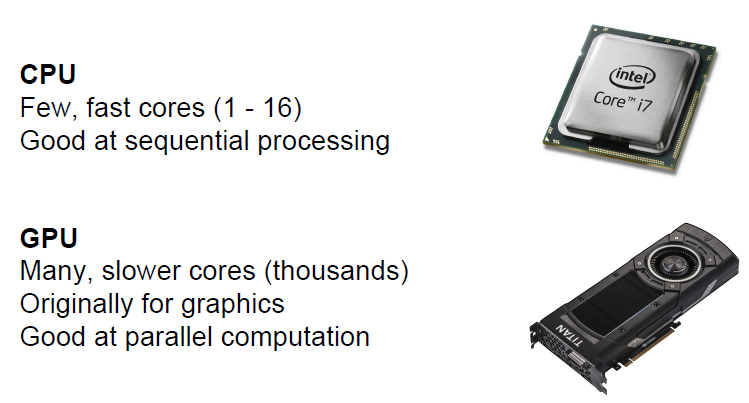 CPU
Few, fast cores (1 - 16)
Good at sequential processing
intel
Core™ i7
GPU
Many, slower cores (thousands)
Originally for graphics
Good at parallel computation
TITAN